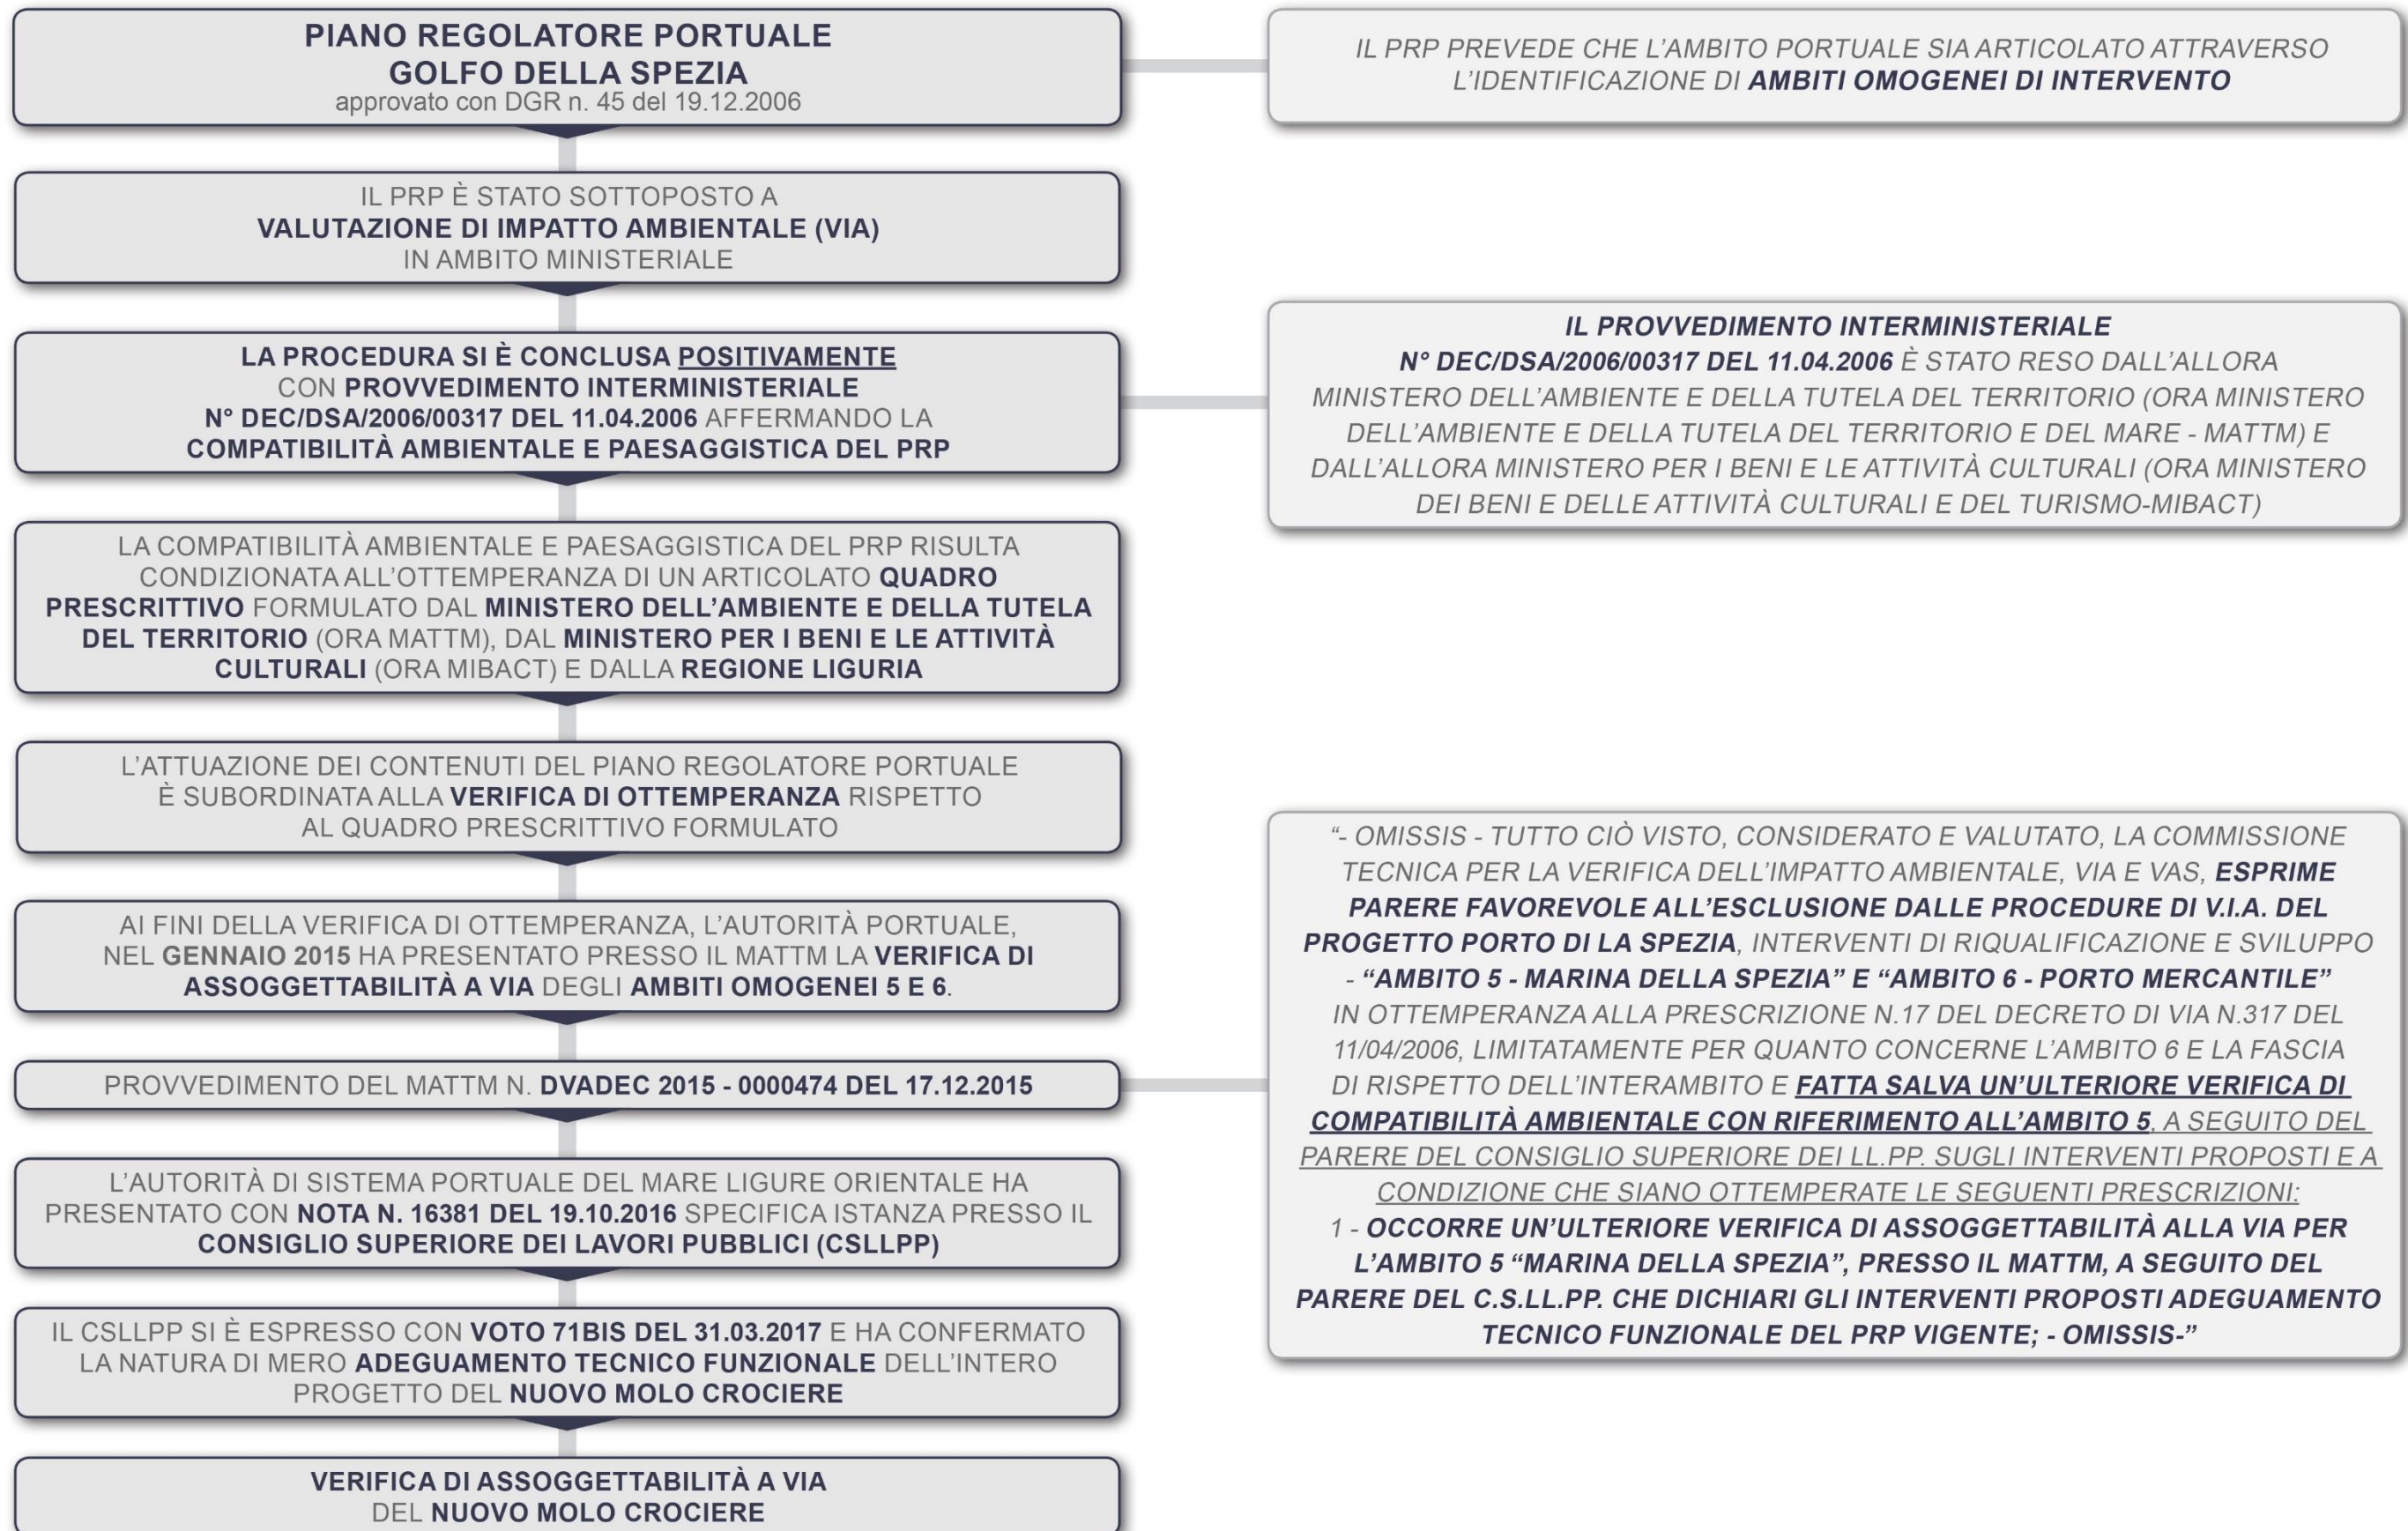 PIANO REGOLATORE PORTUALE
GOLFO DELLA SPEZIA
approvato con DGR n. 45 del 19.12.2006
IL PRP PREVEDE CHE L'AMBITO PORTUALE SIA ARTICOLATO ATTRAVERSO
L'IDENTIFICAZIONE DI AMBITI OMOGENEI DI INTERVENTO
IL PRP È STATO SOTTOPOSTO A
VALUTAZIONE DI IMPATTO AMBIENTALE (VIA)
IN AMBITO MINISTERIALE
LA PROCEDURA SI È CONCLUSA POSITIVAMENTE
CON PROVVEDIMENTO INTERMINISTERIALE
N° DEC/DSA/2006/00317 DEL 11.04.2006 AFFERMANDO LA
COMPATIBILITÀ AMBIENTALE E PAESAGGISTICA DEL PRP
IL PROVVEDIMENTO INTERMINISTERIALE
N° DEC/DSA/2006/00317 DEL 11.04.2006 È STATO RESO DALL'ALLORA
MINISTERO DELL'AMBIENTE E DELLA TUTELA DEL TERRITORIO (ORA MINISTERO
DELL'AMBIENTE E DELLA TUTELA DEL TERRITORIO E DEL MARE - MATTM) E
DALL'ALLORA MINISTERO PER I BENI E LE ATTIVITÀ CULTURALI (ORA MINISTERO
DEI BENI E DELLE ATTIVITÀ CULTURALI E DEL TURISMO-MIBACT)
LA COMPATIBILITÀ AMBIENTALE E PAESAGGISTICA DEL PRP RISULTA
CONDIZIONATA ALL'OTTEMPERANZA DI UN ARTICOLATO QUADRO
PRESCRITTIVO FORMULATO DAL MINISTERO DELL'AMBIENTE E DELLA TUTELA
DEL TERRITORIO (ORA MATTM), DAL MINISTERO PER I BENI E LE ATTIVITÀ
CULTURALI (ORA MIBACT) E DALLA REGIONE LIGURIA
L'ATTUAZIONE DEI CONTENUTI DEL PIANO REGOLATORE PORTUALE
È SUBORDINATA ALLA VERIFICA DI OTTEMPERANZA RISPETTO
AL QUADRO PRESCRITTIVO FORMULATO
AI FINI DELLA VERIFICA DI OTTEMPERANZA, L'AUTORITÀ PORTUALE,
NEL GENNAIO 2015 HA PRESENTATO PRESSO IL MATTM LA VERIFICA DI
ASSOGGETTABILITÀ A VIA DEGLI AMBITI OMOGENEI 5 E 6.
PROVVEDIMENTO DEL MATTM N. DVADEC 2015 - 0000474 DEL 17.12.2015
“- OMISSIS - TUTTO CIÒ VISTO, CONSIDERATO E VALUTATO, LA COMMISSIONE
TECNICA PER LA VERIFICA DELL'IMPATTO AMBIENTALE, VIA E VAS, ESPRIME
PARERE FAVOREVOLE ALL'ESCLUSIONE DALLE PROCEDURE DI V.I.A. DEL
PROGETTO PORTO DI LA SPEZIA, INTERVENTI DI RIQUALIFICAZIONE E SVILUPPO
- “AMBITO 5 - MARINA DELLA SPEZIA” E “AMBITO 6 - PORTO MERCANTILE”
IN OTTEMPERANZA ALLA PRESCRIZIONE N.17 DEL DECRETO DI VIA N.317 DEL
11/04/2006, LIMITATAMENTE PER QUANTO CONCERNE L'AMBITO 6 E LA FASCIA
DI RISPETTO DELL'INTERAMBITO E FATTA SALVA UN'ULTERIORE VERIFICA DI
COMPATIBILITÀ AMBIENTALE CON RIFERIMENTO ALL'AMBITO 5, A SEGUITO DEL
PARERE DEL CONSIGLIO SUPERIORE DEI LL.PP. SUGLI INTERVENTI PROPOSTI E A
CONDIZIONE CHE SIANO OTTEMPERATE LE SEGUENTI PRESCRIZIONI:
1 - OCCORRE UN'ULTERIORE VERIFICA DI ASSOGGETTABILITÀ ALLA VIA PER
L'AMBITO 5 “MARINA DELLA SPEZIA”, PRESSO IL MATTM, A SEGUITO DEL
PARERE DEL C.S.LL.PP. CHE DICHIARI GLI INTERVENTI PROPOSTI ADEGUAMENTO
TECNICO FUNZIONALE DEL PRP VIGENTE; - OMISSIS-”
L'AUTORITÀ DI SISTEMA PORTUALE DEL MARE LIGURE ORIENTALE HA
PRESENTATO CON NOTA N. 16381 DEL 19.10.2016 SPECIFICA ISTANZA PRESSO IL
CONSIGLIO SUPERIORE DEI LAVORI PUBBLICI (CSLLPP)
IL CSLLPP SI È ESPRESSO CON VOTO 71BIS DEL 31.03.2017 E HA CONFERMATO
LA NATURA DI MERO ADEGUAMENTO TECNICO FUNZIONALE DELL'INTERO
PROGETTO DEL NUOVO MOLO CROCIERE
VERIFICA DI ASSOGGETTABILITÀ A VIA
DEL NUOVO MOLO CROCIERE